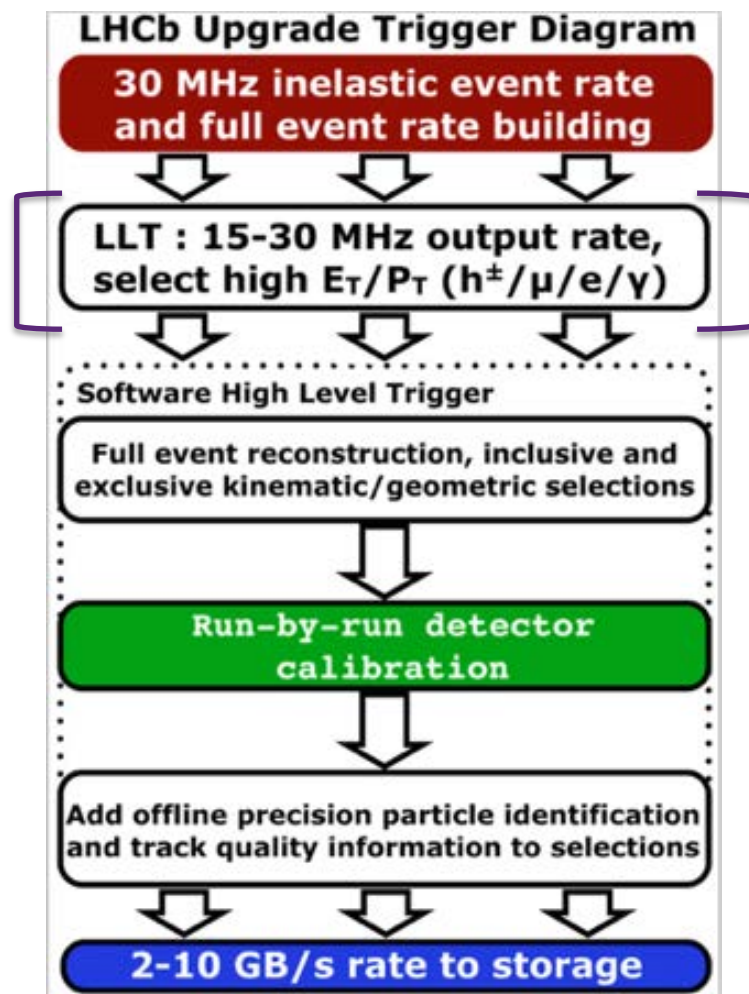 LHCb Upgrade Trigger Diagram
30 MHz inelastic event rate
and full event rate building
LLT : 15-30 MHz output rate,
select high E_T/P_T (h±/μ/e/γ)
Software High Level Trigger
Full event reconstruction, inclusive and
exclusive kinematic/geometric selections
Run-by-run detector
calibration
Add offline precision particle identification
and track quality information to selections
2-10 GB/s rate to storage